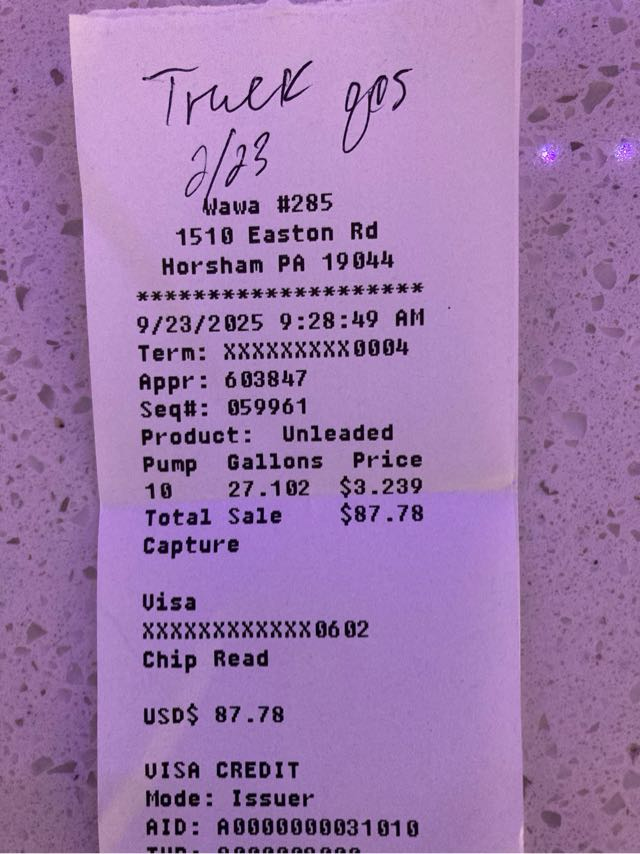 Truck gas
2/23
Wawa #285
1510 Easton Rd
Horsham PA 19044
********************
9/23/2025 9:28:49 AM
Term: XXXXXXXXX0004
Appr: 603847
Seq#: 059961
Product: Unleaded
Pump Gallons Price
10 27.102 $3.239
Total Sale $87.78
Capture
Visa
XXXXXXXXXXXX0602
Chip Read
USD$ 87.78
VISA CREDIT
Mode: Issuer
AID: A0000000031010